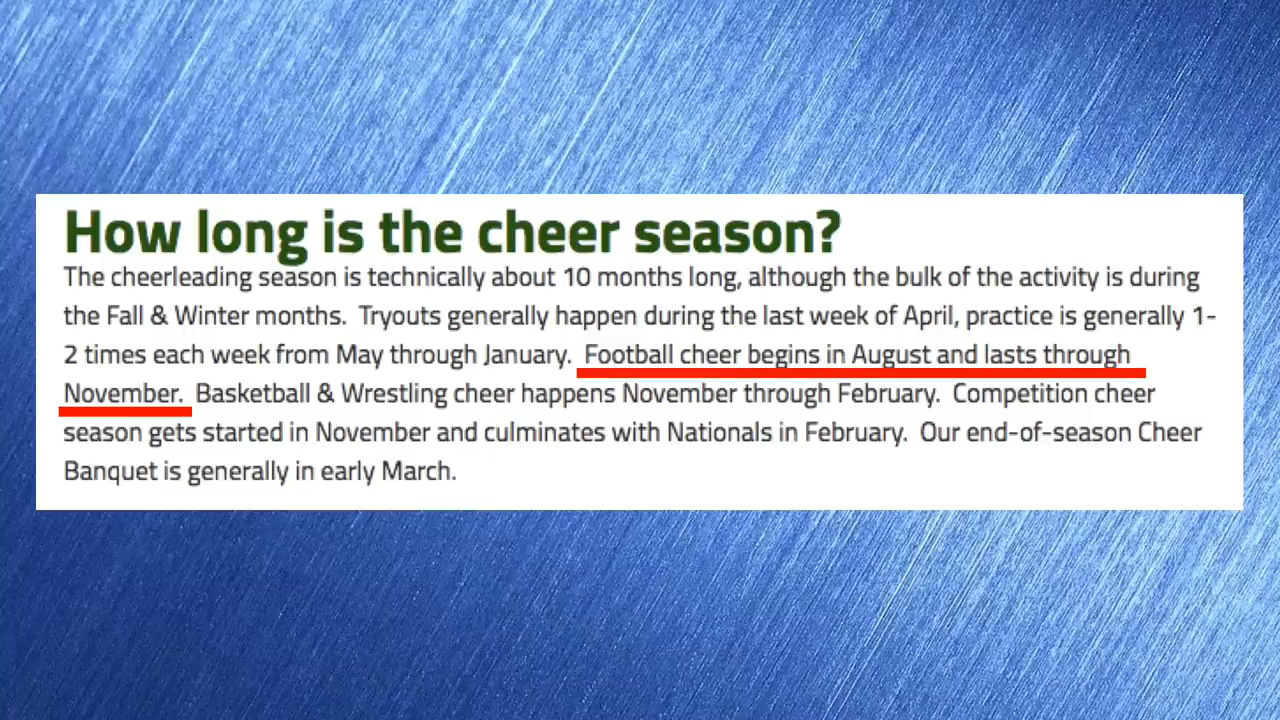 How long is the cheer season?
The cheerleading season is technically about 10 months long, although the bulk of the activity is during
the Fall & Winter months.  Tryouts generally happen during the last week of April, practice is generally 1-
2 times each week from May through January.  Football cheer begins in August and lasts through
November.  Basketball & Wrestling cheer happens November through February.  Competition cheer
season gets started in November and culminates with Nationals in February.  Our end-of-season Cheer
Banquet is generally in early March.